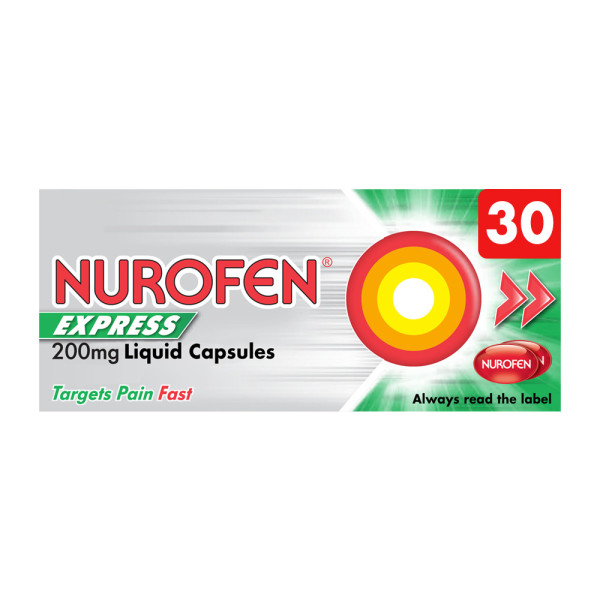 30
NUROFEN®
EXPRESS
200mg Liquid Capsules
Targets Pain Fast
NUROFEN
N
Always read the label